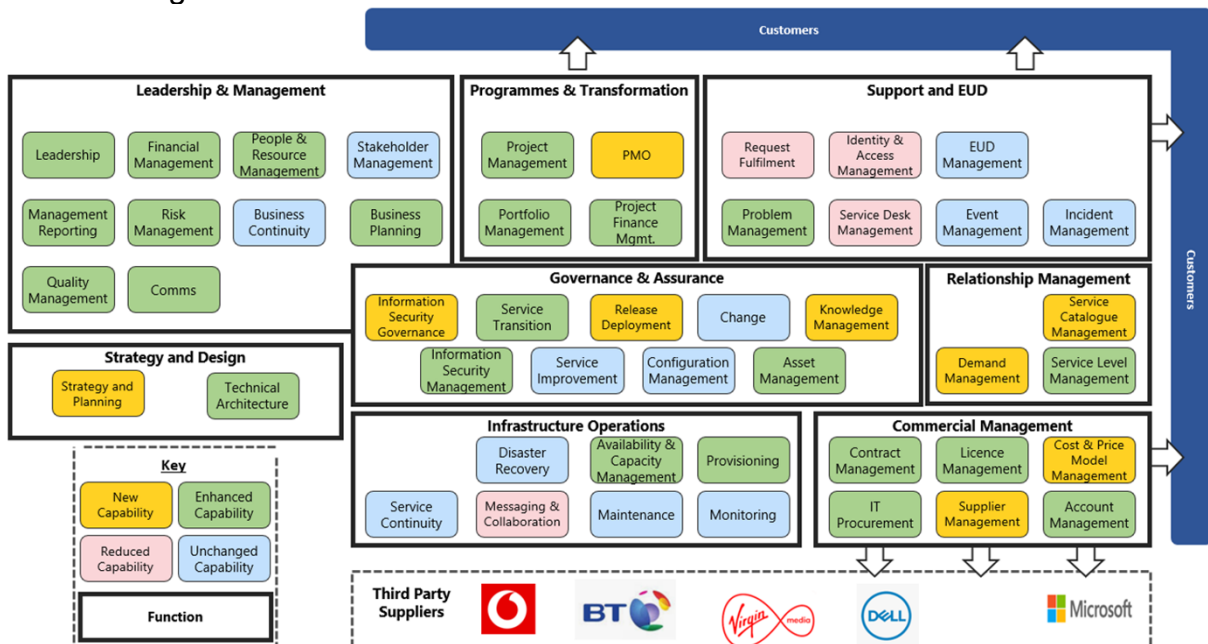 Customers
Leadership & Management
Leadership
Financial
Management
People &
Resource
Management
Stakeholder
Management
Management
Reporting
Risk
Management
Business
Continuity
Business
Planning
Quality
Management
Comms
Programmes & Transformation
Project
Management
PMO
Portfolio
Management
Project
Finance
Mgmt.
Support and EUD
Request
Fulfilment
Identity &
Access
Management
EUD
Management
Problem
Management
Service Desk
Management
Event
Management
Incident
Management
Customers
Governance & Assurance
Information
Security
Governance
Service
Transition
Release
Deployment
Change
Knowledge
Management
Information
Security
Management
Service
Improvement
Configuration
Management
Asset
Management
Relationship Management
Service
Catalogue
Management
Demand
Management
Service Level
Management
Strategy and Design
Strategy and
Planning
Technical
Architecture
Infrastructure Operations
Disaster
Recovery
Availability &
Capacity
Management
Provisioning
Service
Continuity
Messaging &
Collaboration
Maintenance
Monitoring
Commercial Management
Contract
Management
Licence
Management
Cost & Price
Model
Management
IT
Procurement
Supplier
Management
Account
Management
Key
New
Capability
Enhanced
Capability
Reduced
Capability
Unchanged
Capability
Function
Third Party
Suppliers
BT
Virgin
media
DELL
Microsoft